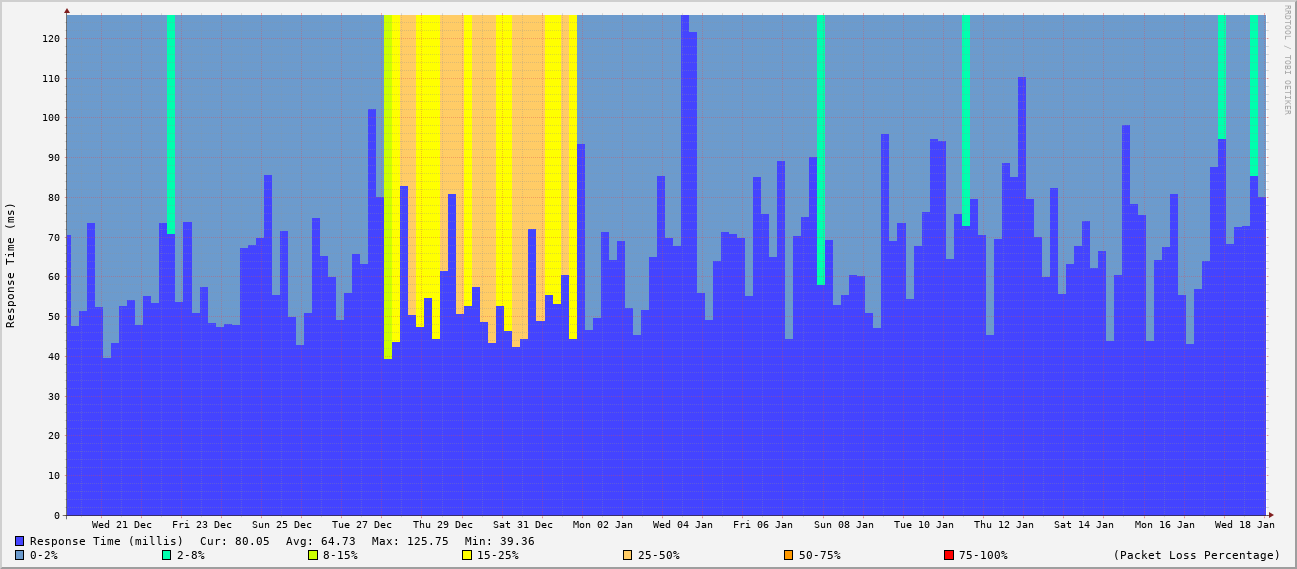 RRDTOOL / TOBI OETIKER
Response Time (ms)
120
110
100
90
80
70
60
50
40
30
20
10
0
Wed 21 Dec Fri 23 Dec Sun 25 Dec Tue 27 Dec Thu 29 Dec Sat 31 Dec Mon 02 Jan Wed 04 Jan Fri 06 Jan Sun 08 Jan Tue 10 Jan Thu 12 Jan Sat 14 Jan Mon 16 Jan Wed 18 Jan
Response Time (millis) Cur: 80.05 Avg: 64.73 Max: 125.75 Min: 39.36
0-2% 2-8% 8-15% 15-25% 25-50% 50-75% 75-100% (Packet Loss Percentage)